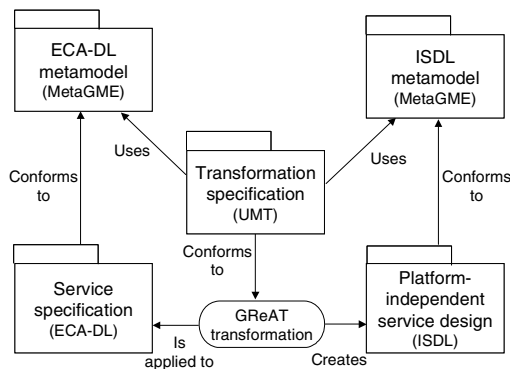 ECA-DL
metamodel
(MetaGME)
ISDL
metamodel
(MetaGME)
Uses
Uses
Transformation
specification
(UMT)
Conforms
to
Conforms
to
Conforms
to
Service
specification
(ECA-DL)
GReAT
transformation
Platform-
independent
service design
(ISDL)
Is
applied to
Creates